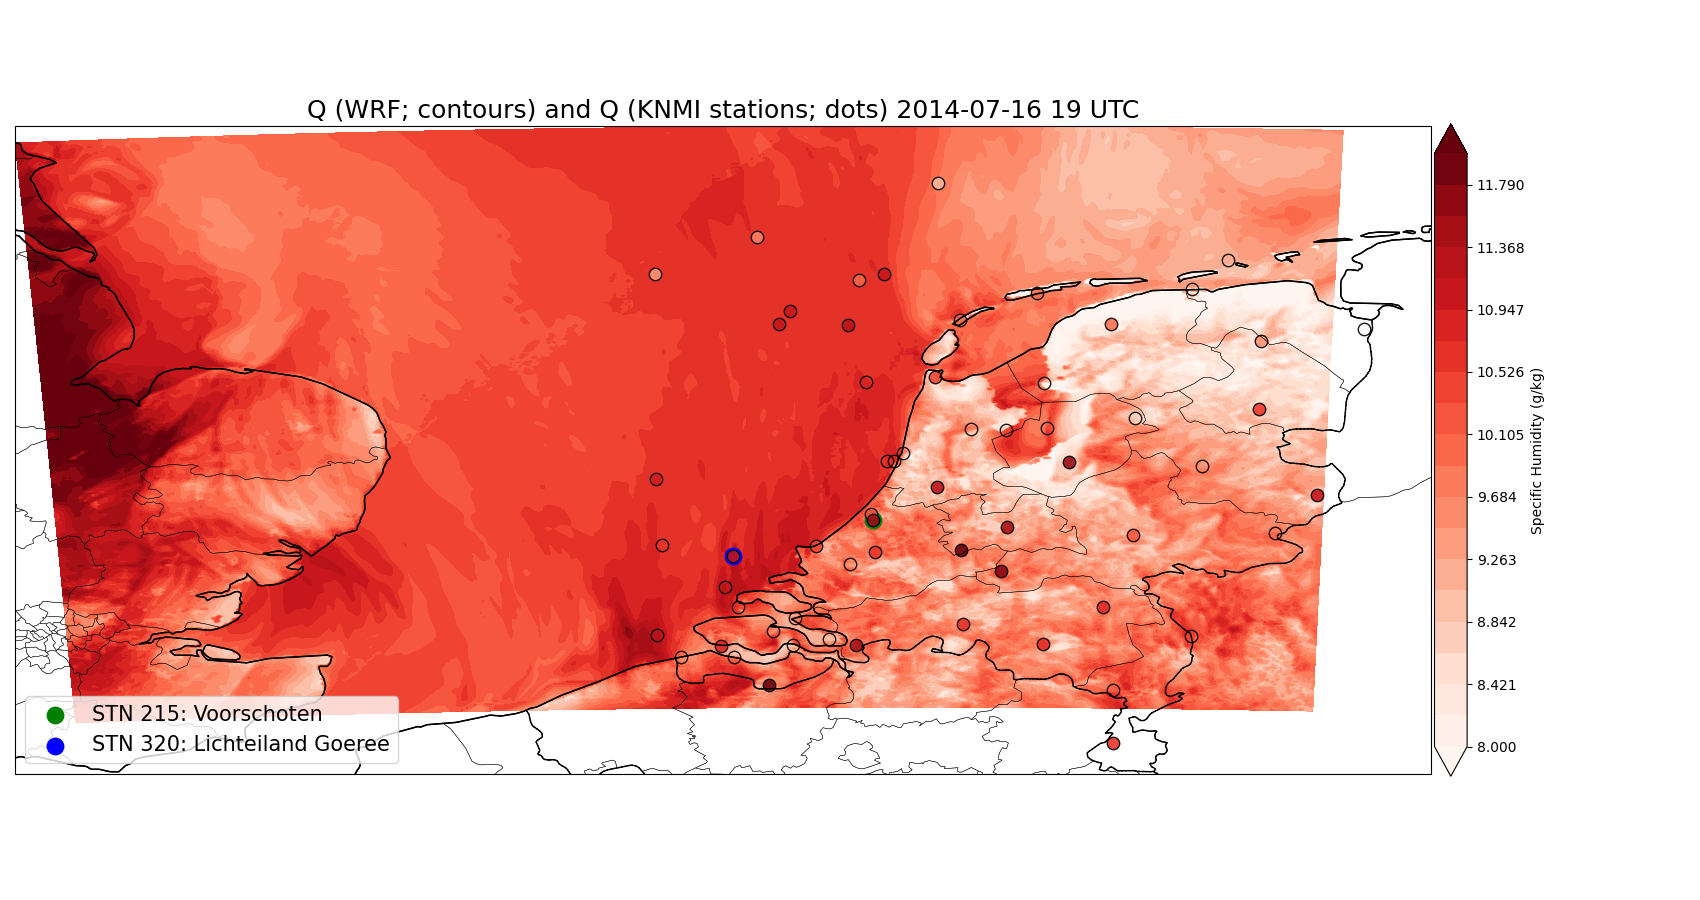 Q (WRF; contours) and Q (KNMI stations; dots) 2014-07-16 19 UTC
11.790
11.368
10.947
10.526
10.105
9.684
9.263
8.842
8.421
8.000
Specific Humidity (g/kg)
STN 215: Voorschoten
STN 320: Lichteiland Goeree